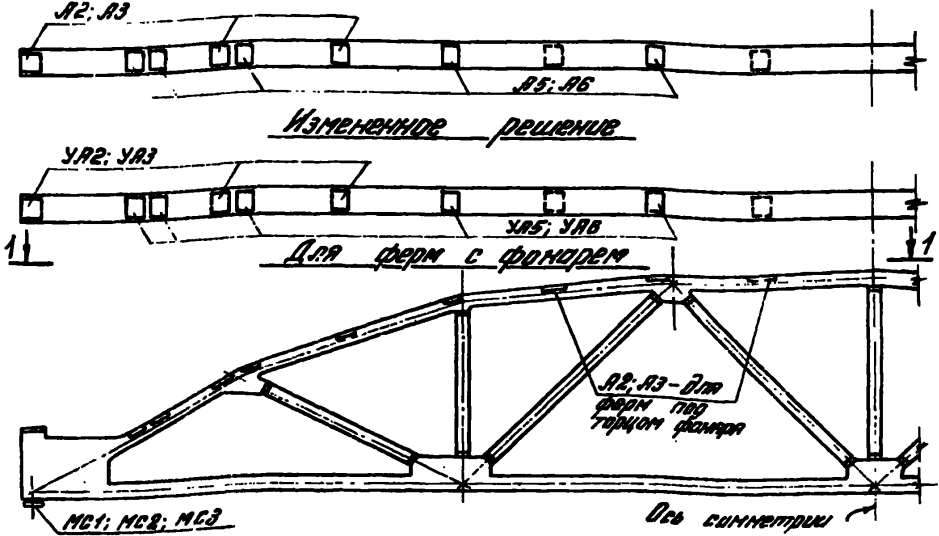 А2; А3
А5; А6
Измененное решение
УА2; УА3
УА5; УА6
1
1
Для ферм с фонарем
А2; А3 - для
ферм под
торцом фонаря
МС1; МС2; МС3
Ось симметрии